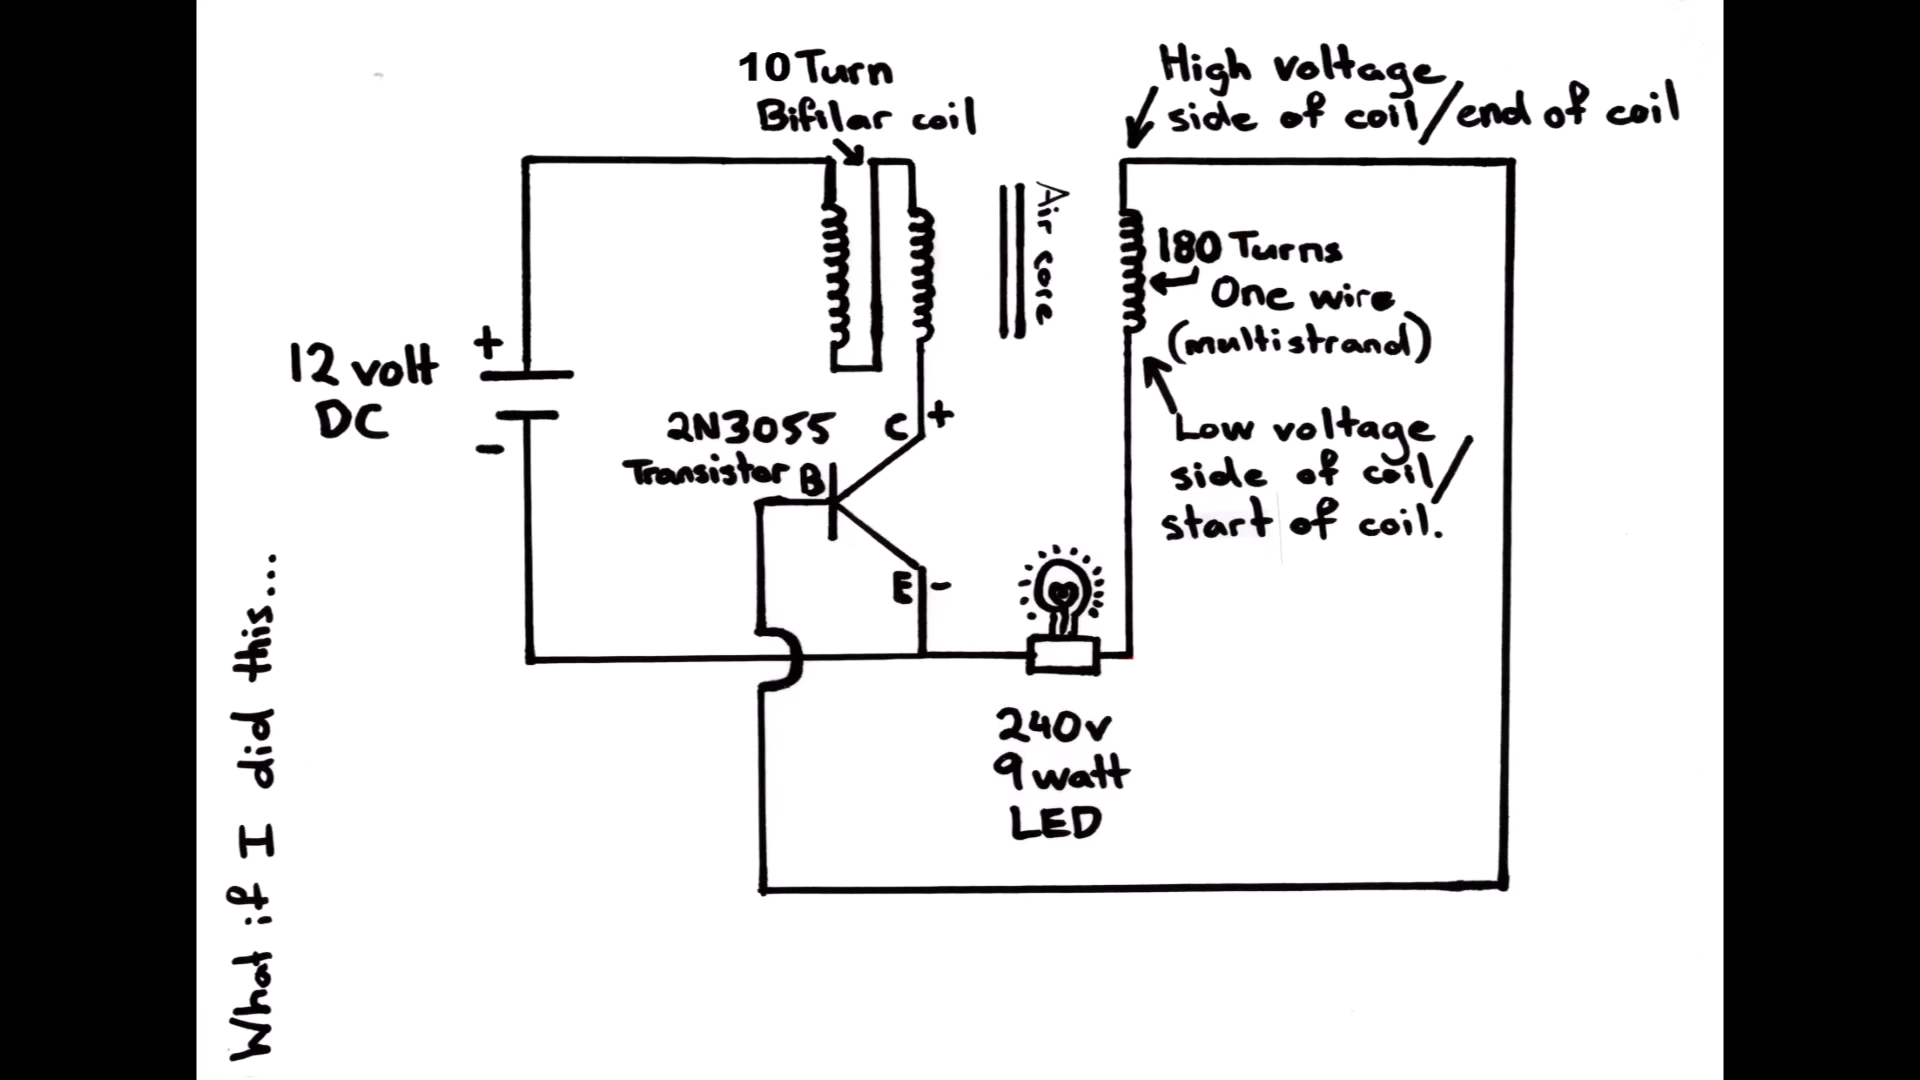 10 Turn
Bifilar coil
High voltage
side of coil/end of coil
Air core
180 Turns
One wire
(multistrand)
12 volt
DC
+
-
2N3055
Transistor B
C +
E -
Low voltage
side of coil/
start of coil.
240v
9 watt
LED
What if I did this...